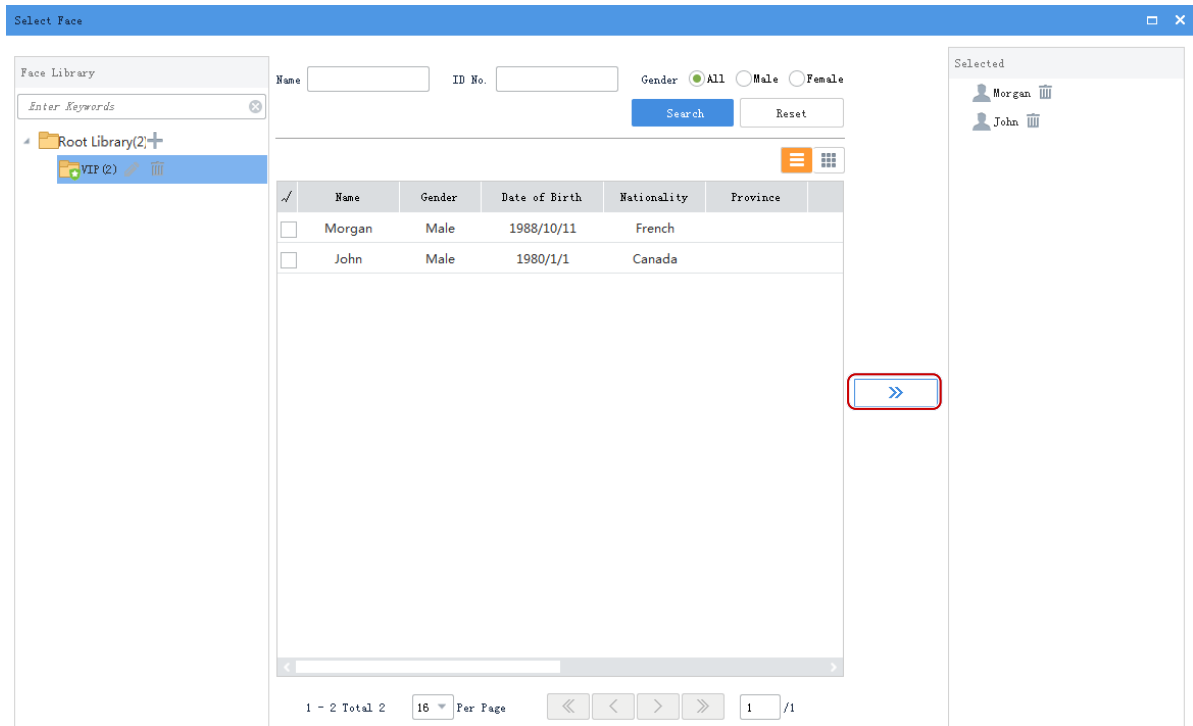 Select Face
Face Library
Enter Keywords
Root Library(2)
VIP(2)
Name
ID No.
Gender All Male Female
Search Reset
Name Gender Date of Birth Nationality Province
Morgan Male 1988/10/11 French
John Male 1980/1/1 Canada
1 - 2 Total 2 16 Per Page 1 /1
Selected
Morgan
John